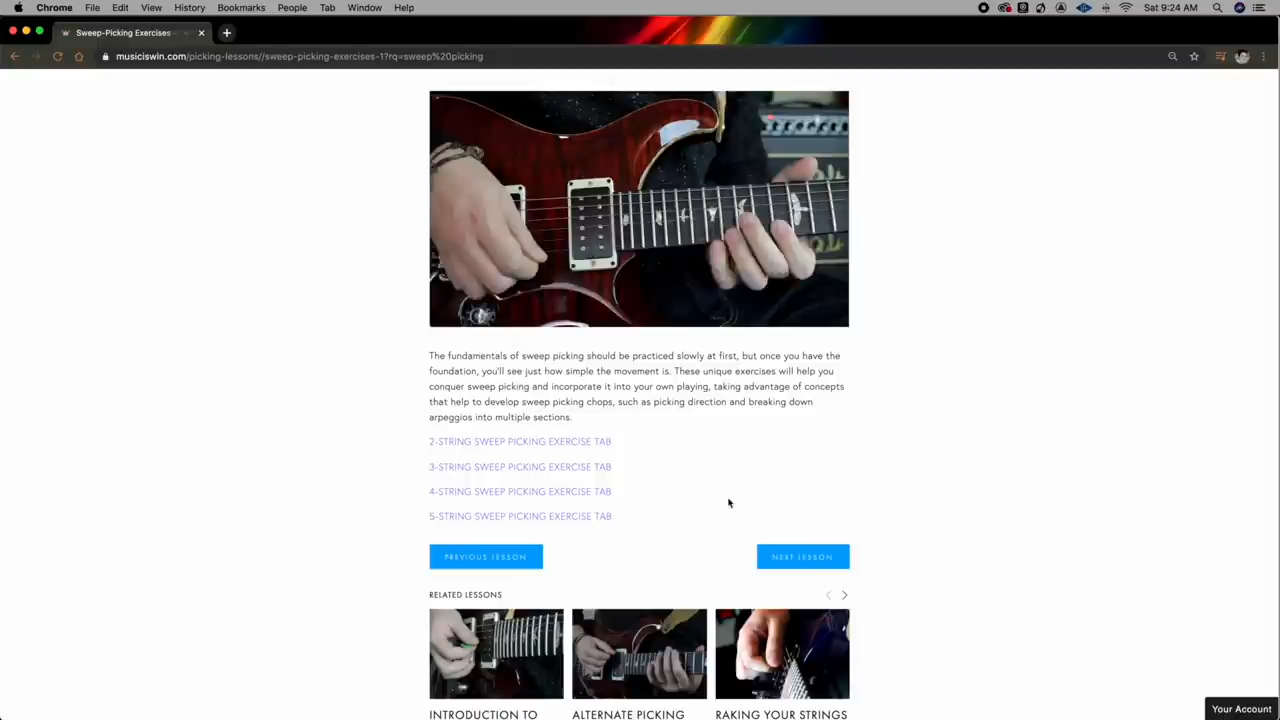 Chrome File Edit View History Bookmarks People Tab Window Help Sat 9:24 AM
Sweep-Picking Exercises
musiciswin.com/picking-lessons//sweep-picking-exercises-1?rq=sweep%20picking
The fundamentals of sweep picking should be practiced slowly at first, but once you have the
foundation, you'll see just how simple the movement is. These unique exercises will help you
conquer sweep picking and incorporate it into your own playing, taking advantage of concepts
that help to develop sweep picking chops, such as picking direction and breaking down
arpeggios into multiple sections.
2-STRING SWEEP PICKING EXERCISE TAB
3-STRING SWEEP PICKING EXERCISE TAB
4-STRING SWEEP PICKING EXERCISE TAB
5-STRING SWEEP PICKING EXERCISE TAB
PREVIOUS LESSON NEXT LESSON
RELATED LESSONS
INTRODUCTION TO ALTERNATE PICKING RAKING YOUR STRINGS
Your Account